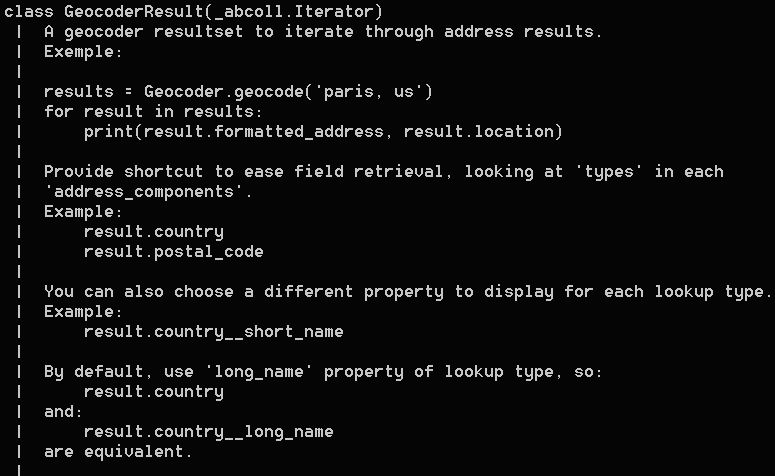 class GeocoderResult(_abcoll.Iterator)
 |  A geocoder resultset to iterate through address results.
 |  Exemple:
 |
 |  results = Geocoder.geocode('paris, us')
 |  for result in results:
 |      print(result.formatted_address, result.location)
 |
 |  Provide shortcut to ease field retrieval, looking at 'types' in each
 |  'address_components'.
 |  Example:
 |      result.country
 |      result.postal_code
 |
 |  You can also choose a different property to display for each lookup type.
 |  Example:
 |      result.country__short_name
 |
 |  By default, use 'long_name' property of lookup type, so:
 |      result.country
 |  and:
 |      result.country__long_name
 |  are equivalent.
 |